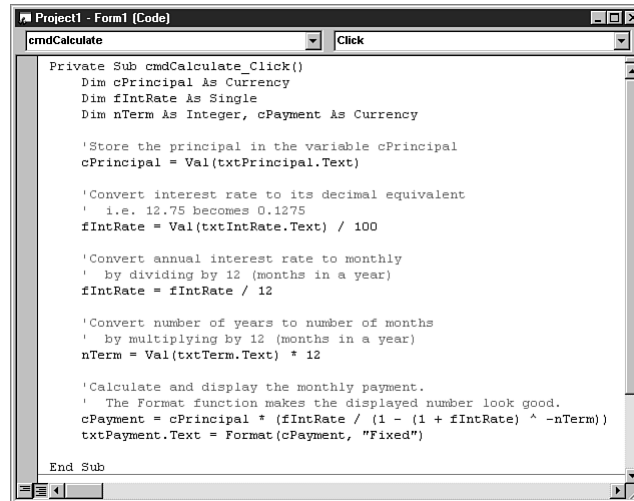 Project1 - Form1 (Code)
cmdCalculate Click
Private Sub cmdCalculate_Click()
    Dim cPrincipal As Currency
    Dim fIntRate As Single
    Dim nTerm As Integer, cPayment As Currency

    'Store the principal in the variable cPrincipal
    cPrincipal = Val(txtPrincipal.Text)

    'Convert interest rate to its decimal equivalent
    '  i.e. 12.75 becomes 0.1275
    fIntRate = Val(txtIntRate.Text) / 100

    'Convert annual interest rate to monthly
    '  by dividing by 12 (months in a year)
    fIntRate = fIntRate / 12

    'Convert number of years to number of months
    '  by multiplying by 12 (months in a year)
    nTerm = Val(txtTerm.Text) * 12

    'Calculate and display the monthly payment.
    '  The Format function makes the displayed number look good.
    cPayment = cPrincipal * (fIntRate / (1 - (1 + fIntRate) ^ -nTerm))
    txtPayment.Text = Format(cPayment, "Fixed")

End Sub